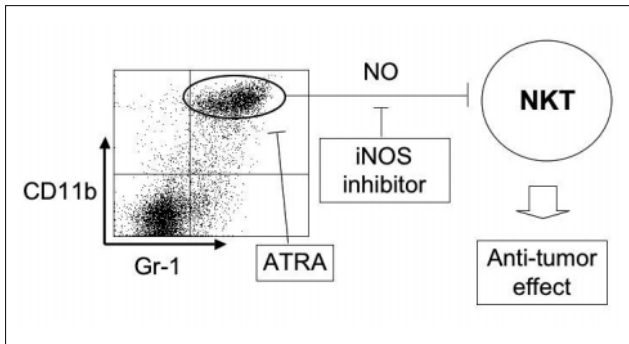 NO
NKT
iNOS
inhibitor
CD11b
Gr-1
ATRA
Anti-tumor
effect